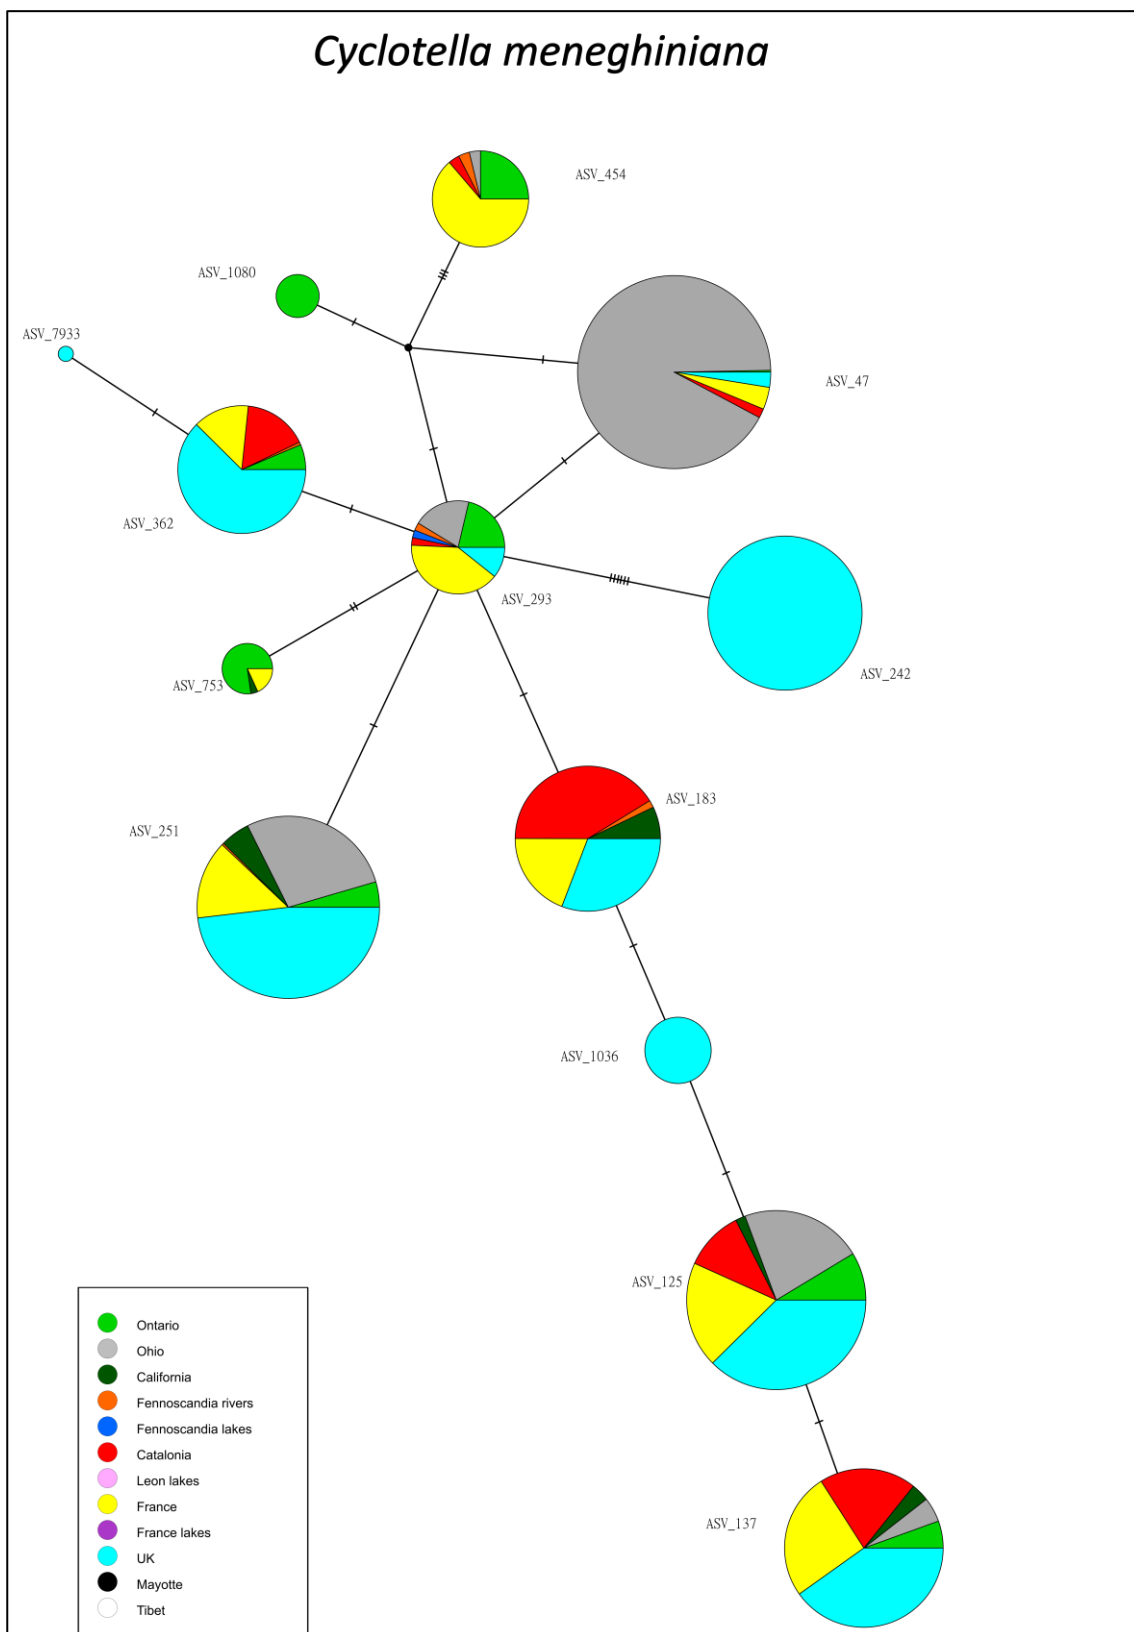 Cyclotella meneghiniana
ASV_454
ASV_1080
ASV_7933
ASV_47
ASV_362
ASV_293
ASV_242
ASV_753
ASV_183
ASV_251
ASV_1036
ASV_125
ASV_137
Ontario
Ohio
California
Fennoscandia rivers
Fennoscandia lakes
Catalonia
Leon lakes
France
France lakes
UK
Mayotte
Tibet